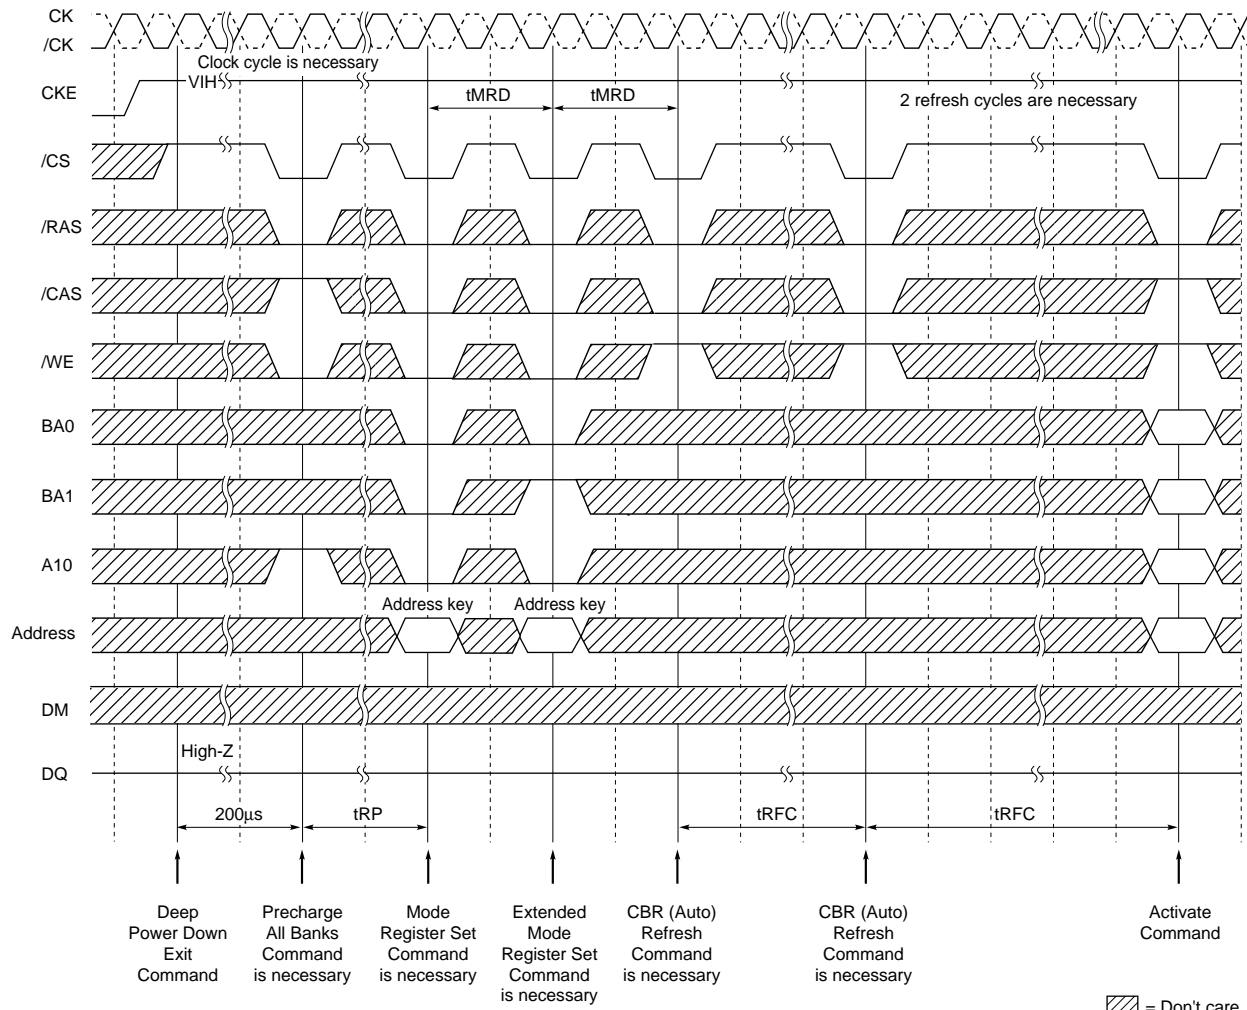 CK
/CK
Clock cycle is necessary
CKE
VIH
tMRD
tMRD
2 refresh cycles are necessary
/CS
/RAS
/CAS
/WE
BA0
BA1
A10
Address key
Address key
Address
DM
High-Z
DQ
200µs
tRP
tRFC
tRFC
Deep
Power Down
Exit
Command
Precharge
All Banks
Command
is necessary
Mode
Register Set
Command
is necessary
Extended
Mode
Register Set
Command
is necessary
CBR (Auto)
Refresh
Command
is necessary
CBR (Auto)
Refresh
Command
is necessary
Activate
Command
= Don't care